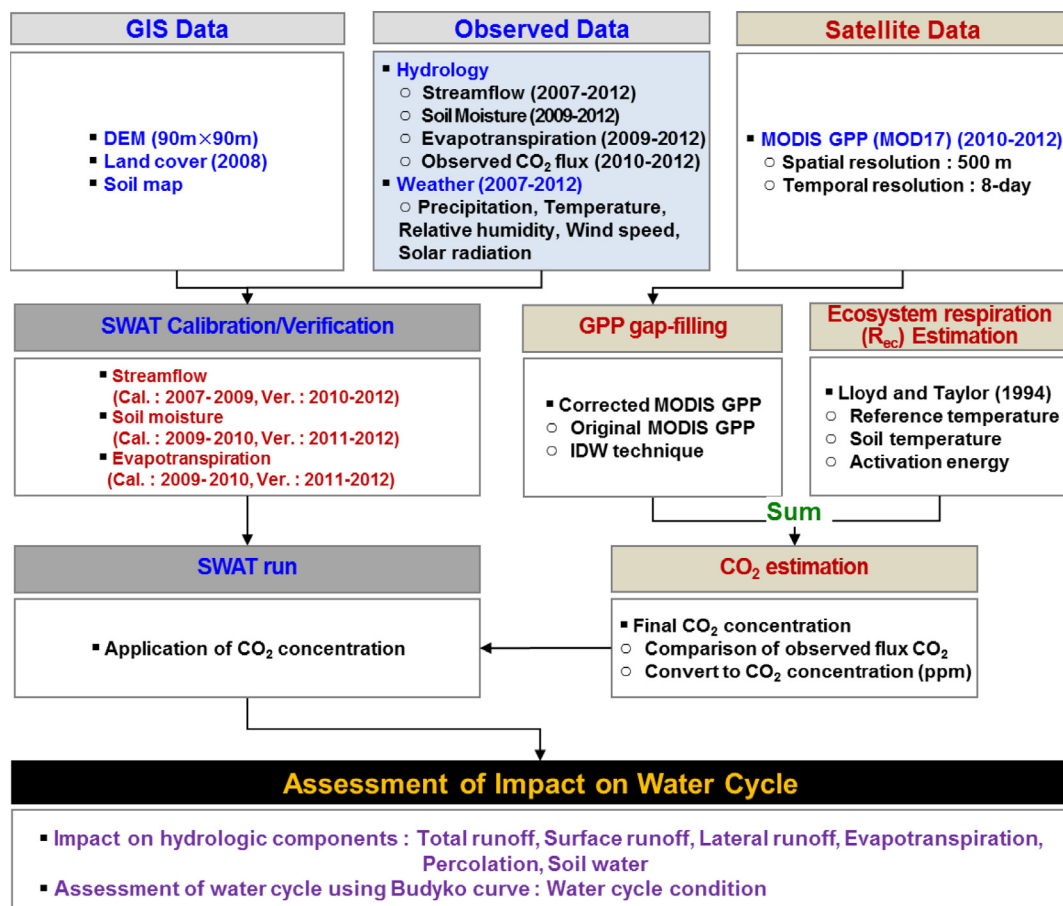 GIS Data
▪ DEM (90m×90m)
▪ Land cover (2008)
▪ Soil map
Observed Data
▪ Hydrology
○ Streamflow (2007-2012)
○ Soil Moisture (2009-2012)
○ Evapotranspiration (2009-2012)
○ Observed CO₂ flux (2010-2012)
▪ Weather (2007-2012)
○ Precipitation, Temperature,
Relative humidity, Wind speed,
Solar radiation
Satellite Data
▪ MODIS GPP (MOD17) (2010-2012)
○ Spatial resolution : 500 m
○ Temporal resolution : 8-day
SWAT Calibration/Verification
▪ Streamflow
(Cal. : 2007-2009, Ver. : 2010-2012)
▪ Soil moisture
(Cal. : 2009-2010, Ver. : 2011-2012)
▪ Evapotranspiration
(Cal. : 2009-2010, Ver. : 2011-2012)
GPP gap-filling
▪ Corrected MODIS GPP
○ Original MODIS GPP
○ IDW technique
Ecosystem respiration
(Rec) Estimation
▪ Lloyd and Taylor (1994)
○ Reference temperature
○ Soil temperature
○ Activation energy
Sum
SWAT run
▪ Application of CO₂ concentration
CO₂ estimation
▪ Final CO₂ concentration
○ Comparison of observed flux CO₂
○ Convert to CO₂ concentration (ppm)
Assessment of Impact on Water Cycle
▪ Impact on hydrologic components : Total runoff, Surface runoff, Lateral runoff, Evapotranspiration,
Percolation, Soil water
▪ Assessment of water cycle using Budyko curve : Water cycle condition